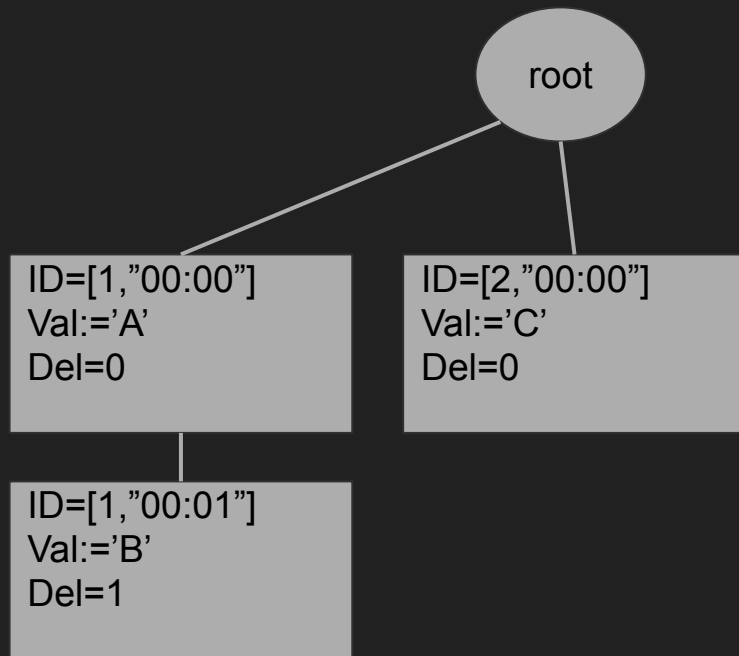 root
ID=[1,”00:00”]
Val:=’A’
Del=0
ID=[2,”00:00”]
Val:=’C’
Del=0
ID=[1,”00:01”]
Val:=’B’
Del=1